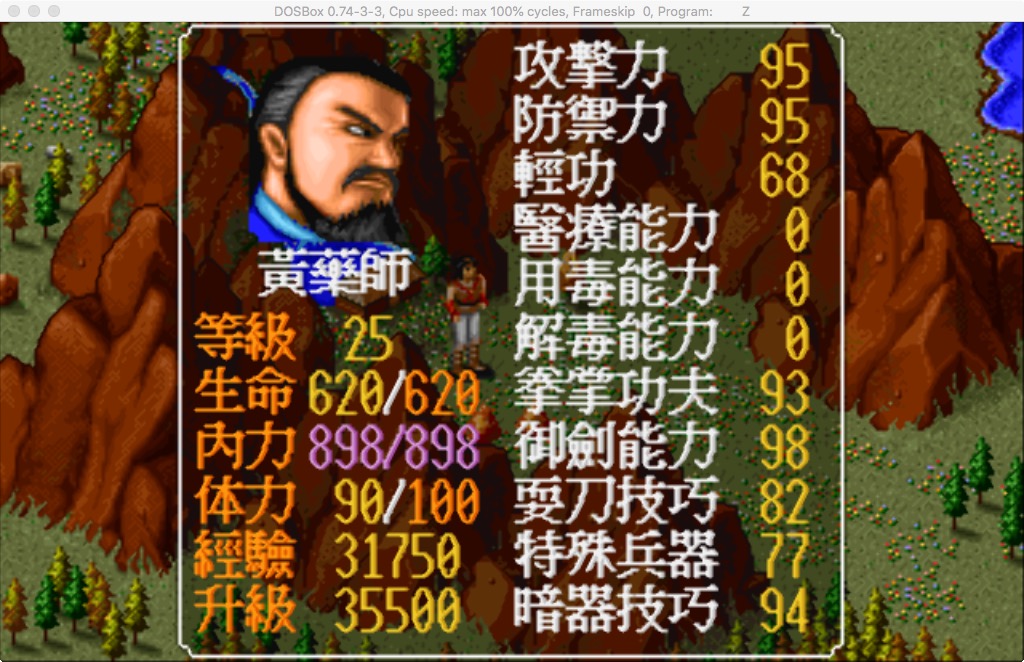 DOSBox 0.74-3-3, Cpu speed: max 100% cycles, Frameskip 0, Program: Z
黃藥師
等級 25
生命 620/620
內力 898/898
体力 90/100
經驗 31750
升級 35500
攻擊力 95
防禦力 95
輕功 68
醫療能力 0
用毒能力 0
解毒能力 0
拳掌功夫 93
御劍能力 98
耍刀技巧 82
特殊兵器 77
暗器技巧 94